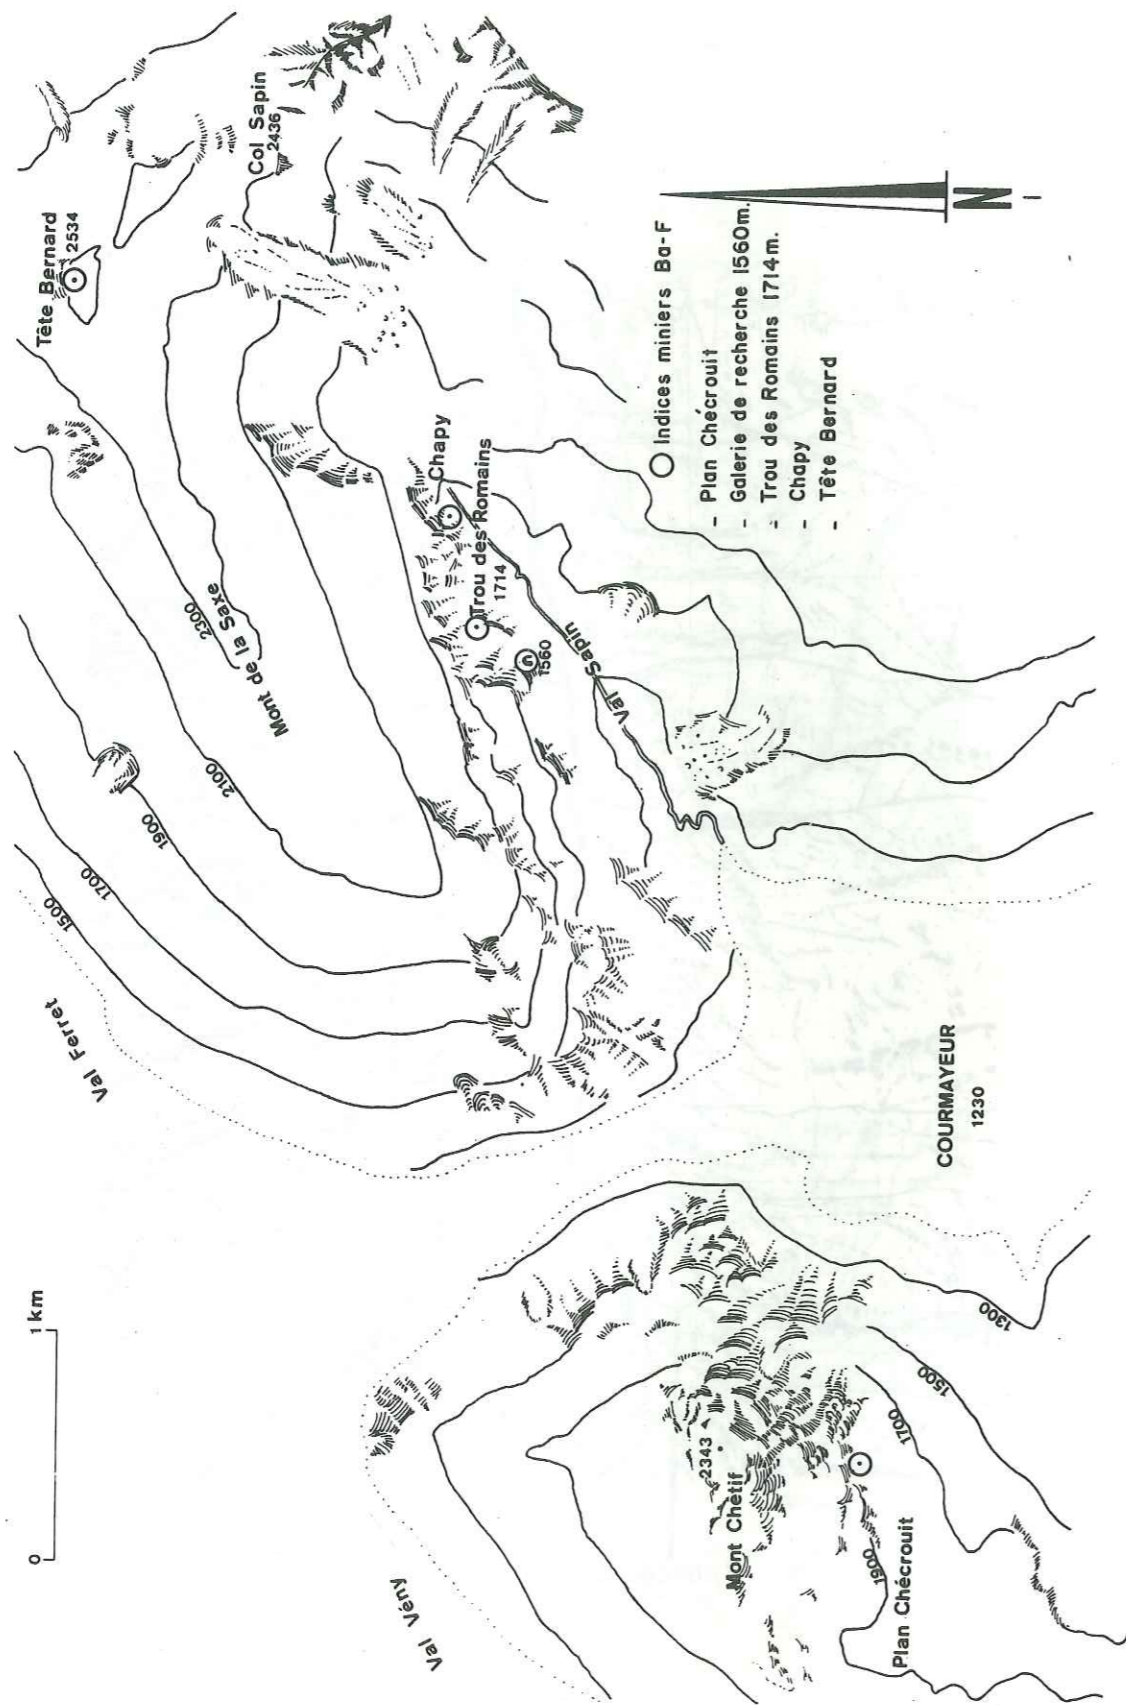 Tête Bernard
2534
Col Sapin
2436
Val Ferret
1500
1700
1900
2100
2300
Mont de la Saxe
Chapy
Trou des Romains
1714
1560
Val Sapin
0
1km
Val Vény
2343
Mont Chétif
1900
1700
1500
1300
Plan Chécrouit
COURMAYEUR
1230
Indices miniers Ba-F
- Plan Chécrouit
- Galerie de recherche 1560m.
- Trou des Romains 1714m.
- Chapy
- Tête Bernard
N